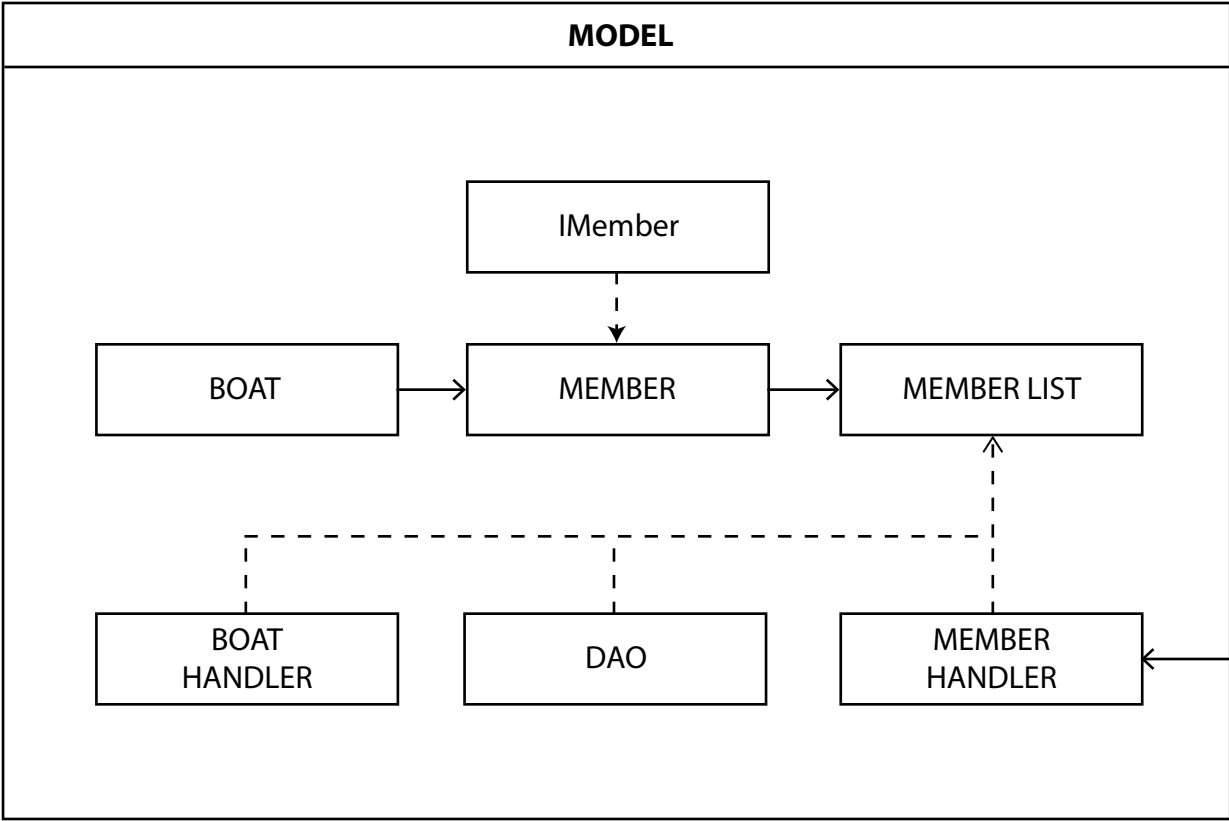 MODEL
IMember
BOAT
MEMBER
MEMBER LIST
BOAT
HANDLER
DAO
MEMBER
HANDLER